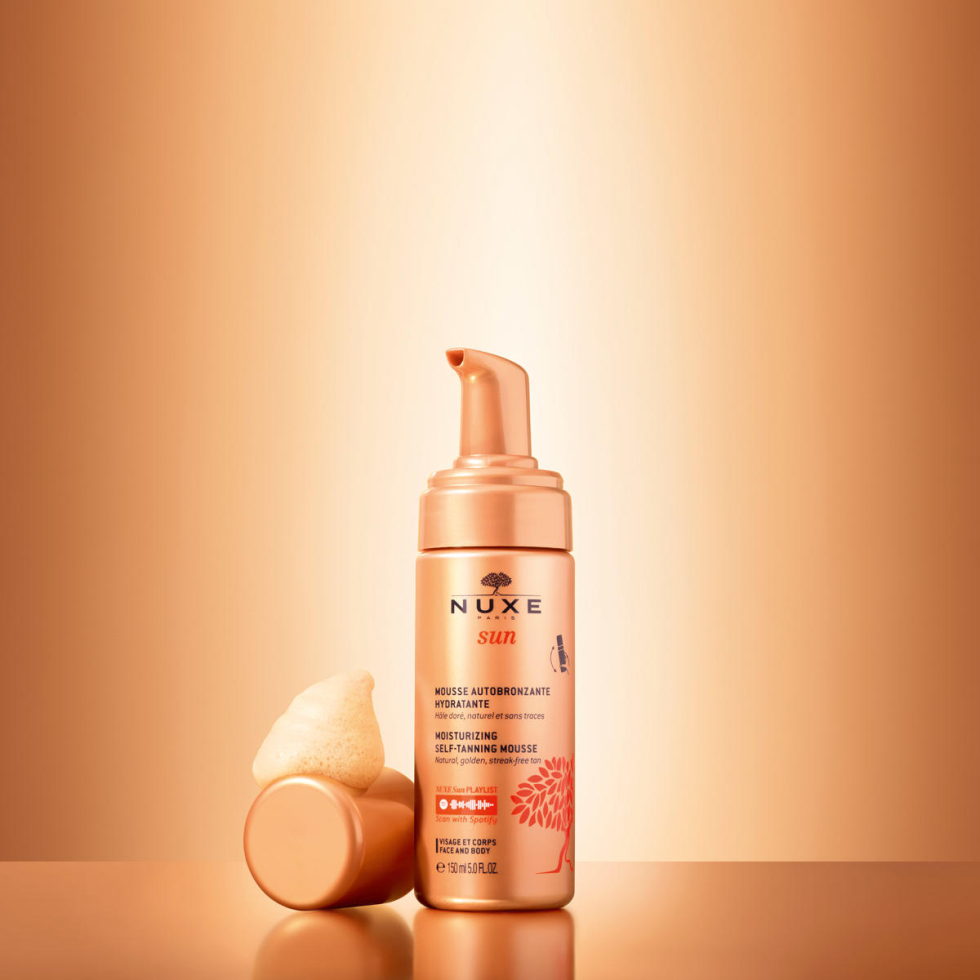 NUXE
PARIS
sun
MOUSSE AUTOBRONZANTE
HYDRATANTE
Hâle doré, naturel et sans traces
MOISTURIZING
SELF-TANNING MOUSSE
Natural, golden, streak-free tan
NUXE Sun PLAYLIST
Scan with Spotify
VISAGE ET CORPS
FACE AND BODY
℮ 150 ml 5.0 FL.OZ.